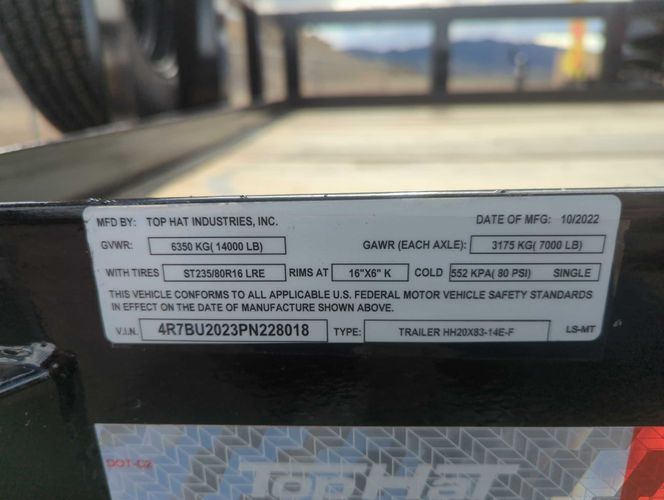 MFD BY: TOP HAT INDUSTRIES, INC. DATE OF MFG: 10/2022
GVWR: 6350 KG( 14000 LB) GAWR (EACH AXLE): 3175 KG( 7000 LB)
WITH TIRES ST235/80R16 LRE RIMS AT 16"X6" K COLD 552 KPA( 80 PSI) SINGLE
THIS VEHICLE CONFORMS TO ALL APPLICABLE U.S. FEDERAL MOTOR VEHICLE SAFETY STANDARDS
IN EFFECT ON THE DATE OF MANUFACTURE SHOWN ABOVE.
V.I.N. 4R7BU2023PN228018 TYPE: TRAILER HH20X83-14E-F LS-MT
DOT-C2
Top Hat